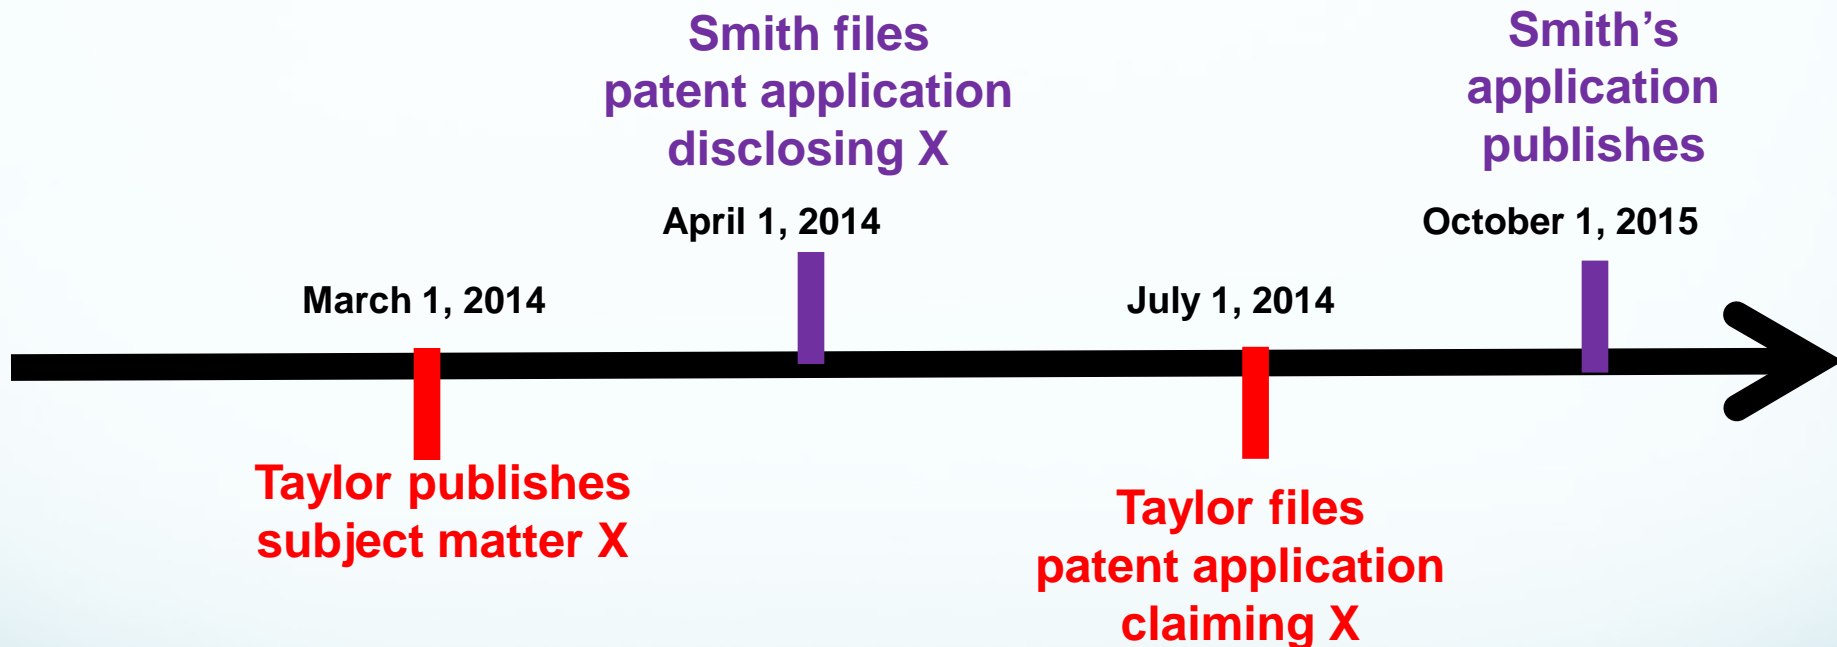 Smith files
patent application
disclosing X
April 1, 2014
Smith’s
application
publishes
October 1, 2015
March 1, 2014
July 1, 2014
Taylor publishes
subject matter X
Taylor files
patent application
claiming X